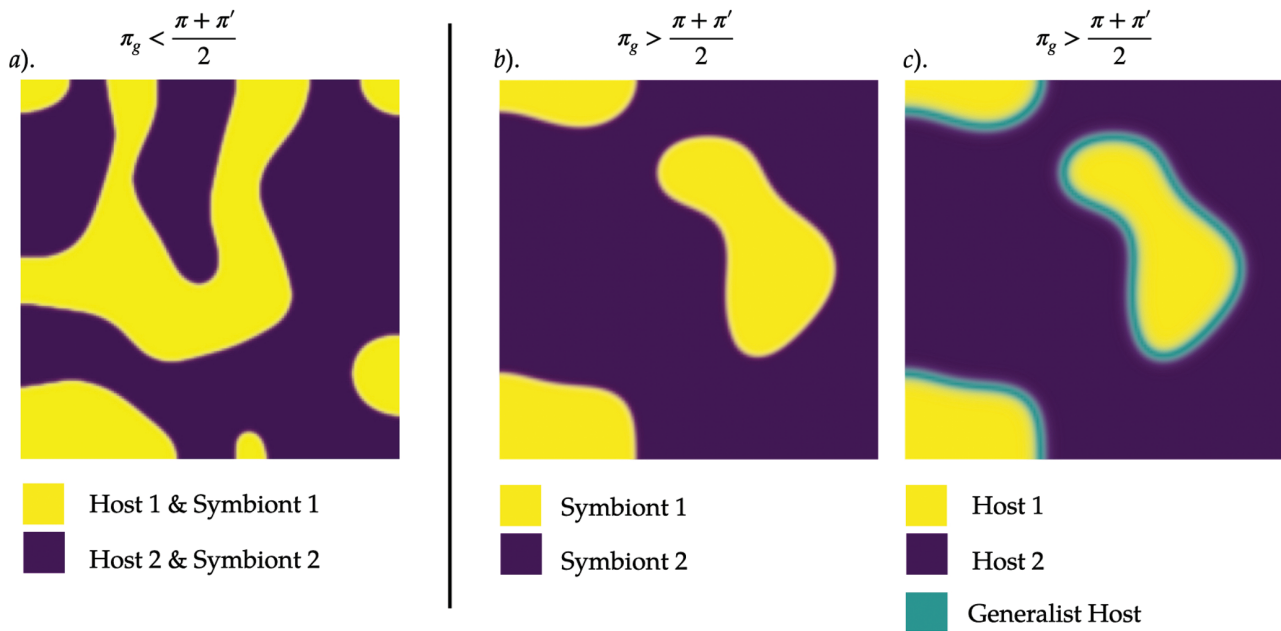 a).
π_g < (π + π′)/2
Host 1 & Symbiont 1
Host 2 & Symbiont 2
b).
π_g > (π + π′)/2
Symbiont 1
Symbiont 2
c).
π_g > (π + π′)/2
Host 1
Host 2
Generalist Host